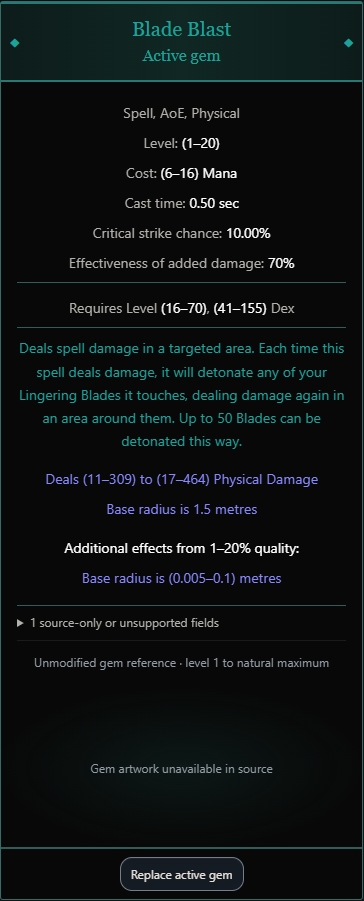 Blade Blast
Active gem
Spell, AoE, Physical
Level: (1–20)
Cost: (6–16) Mana
Cast time: 0.50 sec
Critical strike chance: 10.00%
Effectiveness of added damage: 70%
Requires Level (16–70), (41–155) Dex
Deals spell damage in a targeted area. Each time this
spell deals damage, it will detonate any of your
Lingering Blades it touches, dealing damage again in
an area around them. Up to 50 Blades can be
detonated this way.
Deals (11–309) to (17–464) Physical Damage
Base radius is 1.5 metres
Additional effects from 1–20% quality:
Base radius is (0.005–0.1) metres
1 source-only or unsupported fields
Unmodified gem reference · level 1 to natural maximum
Gem artwork unavailable in source
Replace active gem